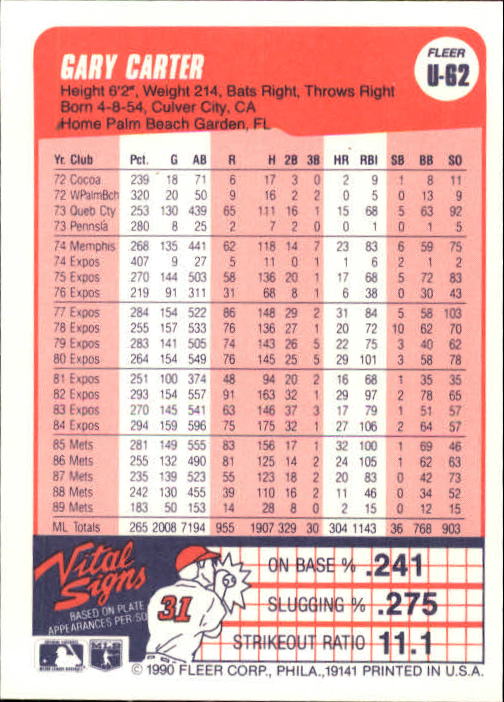 GARY CARTER
FLEER
U-62
Height 6'2", Weight 214, Bats Right, Throws Right
Born 4-8-54, Culver City, CA
Home Palm Beach Garden, FL
Yr. Club Pct. G AB R H 2B 3B HR RBI SB BB SO
72 Cocoa 239 18 71 6 17 3 0 2 9 1 8 11
72 WPalmBch 320 20 50 9 16 2 2 0 5 0 13 9
73 Queb Cty 253 130 439 65 111 16 1 15 68 5 63 92
73 Pennsla 280 8 25 2 7 2 0 0 1 0 1 5
74 Memphis 268 135 441 62 118 14 7 23 83 6 59 75
74 Expos 407 9 27 5 11 0 1 1 6 2 1 2
75 Expos 270 144 503 58 136 20 1 17 68 5 72 83
76 Expos 219 91 311 31 68 8 1 6 38 0 30 43
77 Expos 284 154 522 86 148 29 2 31 84 5 58 103
78 Expos 255 157 533 76 136 27 1 20 72 10 62 70
79 Expos 283 141 505 74 143 26 5 22 75 3 40 62
80 Expos 264 154 549 76 145 25 5 29 101 3 58 78
81 Expos 251 100 374 48 94 20 2 16 68 1 35 35
82 Expos 293 154 557 91 163 32 1 29 97 2 78 65
83 Expos 270 145 541 63 146 37 3 17 79 1 51 57
84 Expos 294 159 596 75 175 32 1 27 106 2 64 57
85 Mets 281 149 555 83 156 17 1 32 100 1 69 46
86 Mets 255 132 490 81 125 14 2 24 105 1 62 63
87 Mets 235 139 523 55 123 18 2 20 83 0 42 73
88 Mets 242 130 455 39 110 16 2 11 46 0 34 52
89 Mets 183 50 153 14 28 8 0 2 15 0 12 15
ML Totals 265 2008 7194 955 1907 329 30 304 1143 36 768 903
Vital
Signs
BASED ON PLATE
APPEARANCES PER/SO
31
ON BASE % .241
SLUGGING % .275
STRIKEOUT RATIO 11.1
© 1990 FLEER CORP., PHILA., 19141 PRINTED IN U.S.A.